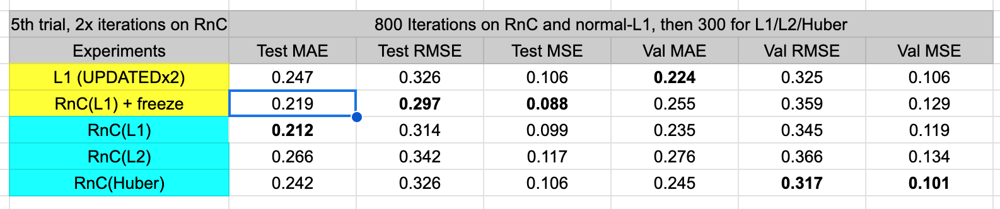 5th trial, 2x iterations on RnC 800 Iterations on RnC and normal-L1, then 300 for L1/L2/Huber
Experiments Test MAE Test RMSE Test MSE Val MAE Val RMSE Val MSE
L1 (UPDATEDx2) 0.247 0.326 0.106 0.224 0.325 0.106
RnC(L1) + freeze 0.219 0.297 0.088 0.255 0.359 0.129
RnC(L1) 0.212 0.314 0.099 0.235 0.345 0.119
RnC(L2) 0.266 0.342 0.117 0.276 0.366 0.134
RnC(Huber) 0.242 0.326 0.106 0.245 0.317 0.101